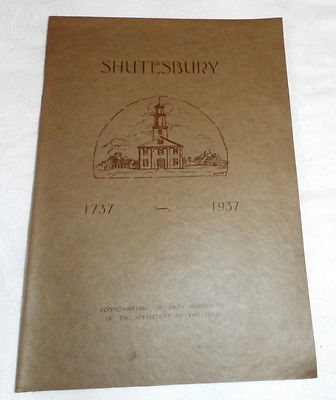 SHUTESBURY
1737 — 1937
COMMEMORATING THE 200TH ANNIVERSARY
OF THE SETTLEMENT OF THE TOWN